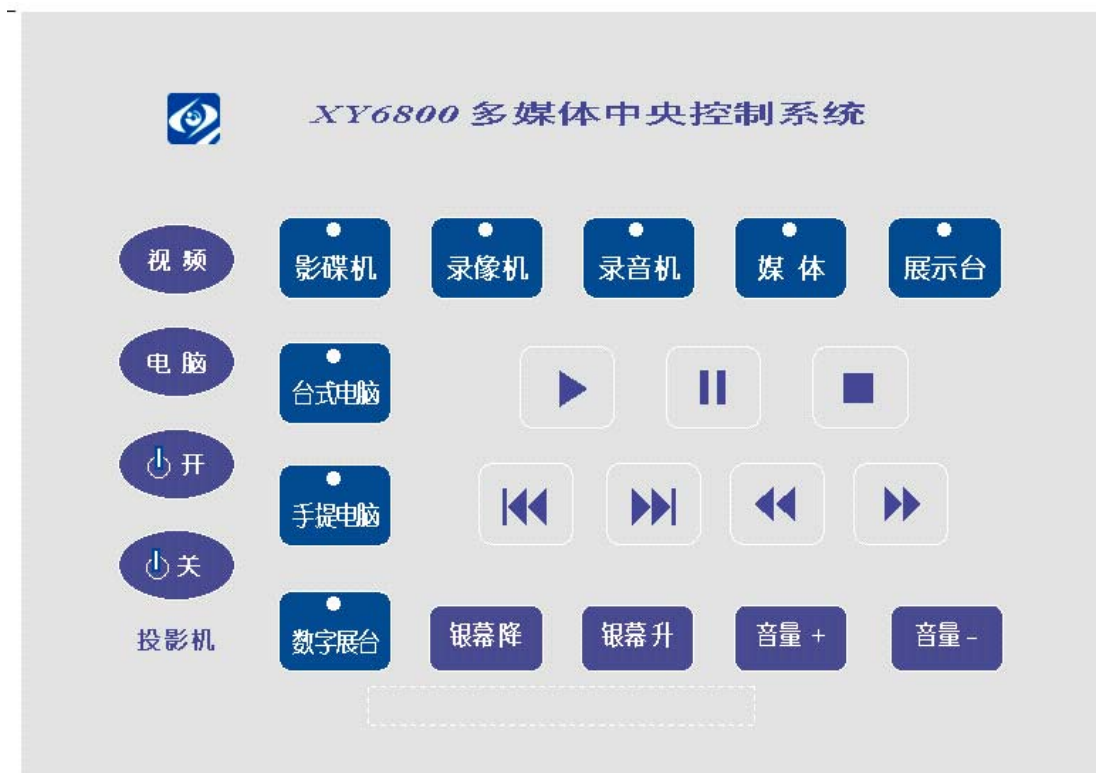 XY6800 多媒体中央控制系统
视 频
影碟机
录像机
录音机
媒 体
展示台
电 脑
台式电脑
开
手提电脑
关
投影机
数字展台
银幕降
银幕升
音量 +
音量 -